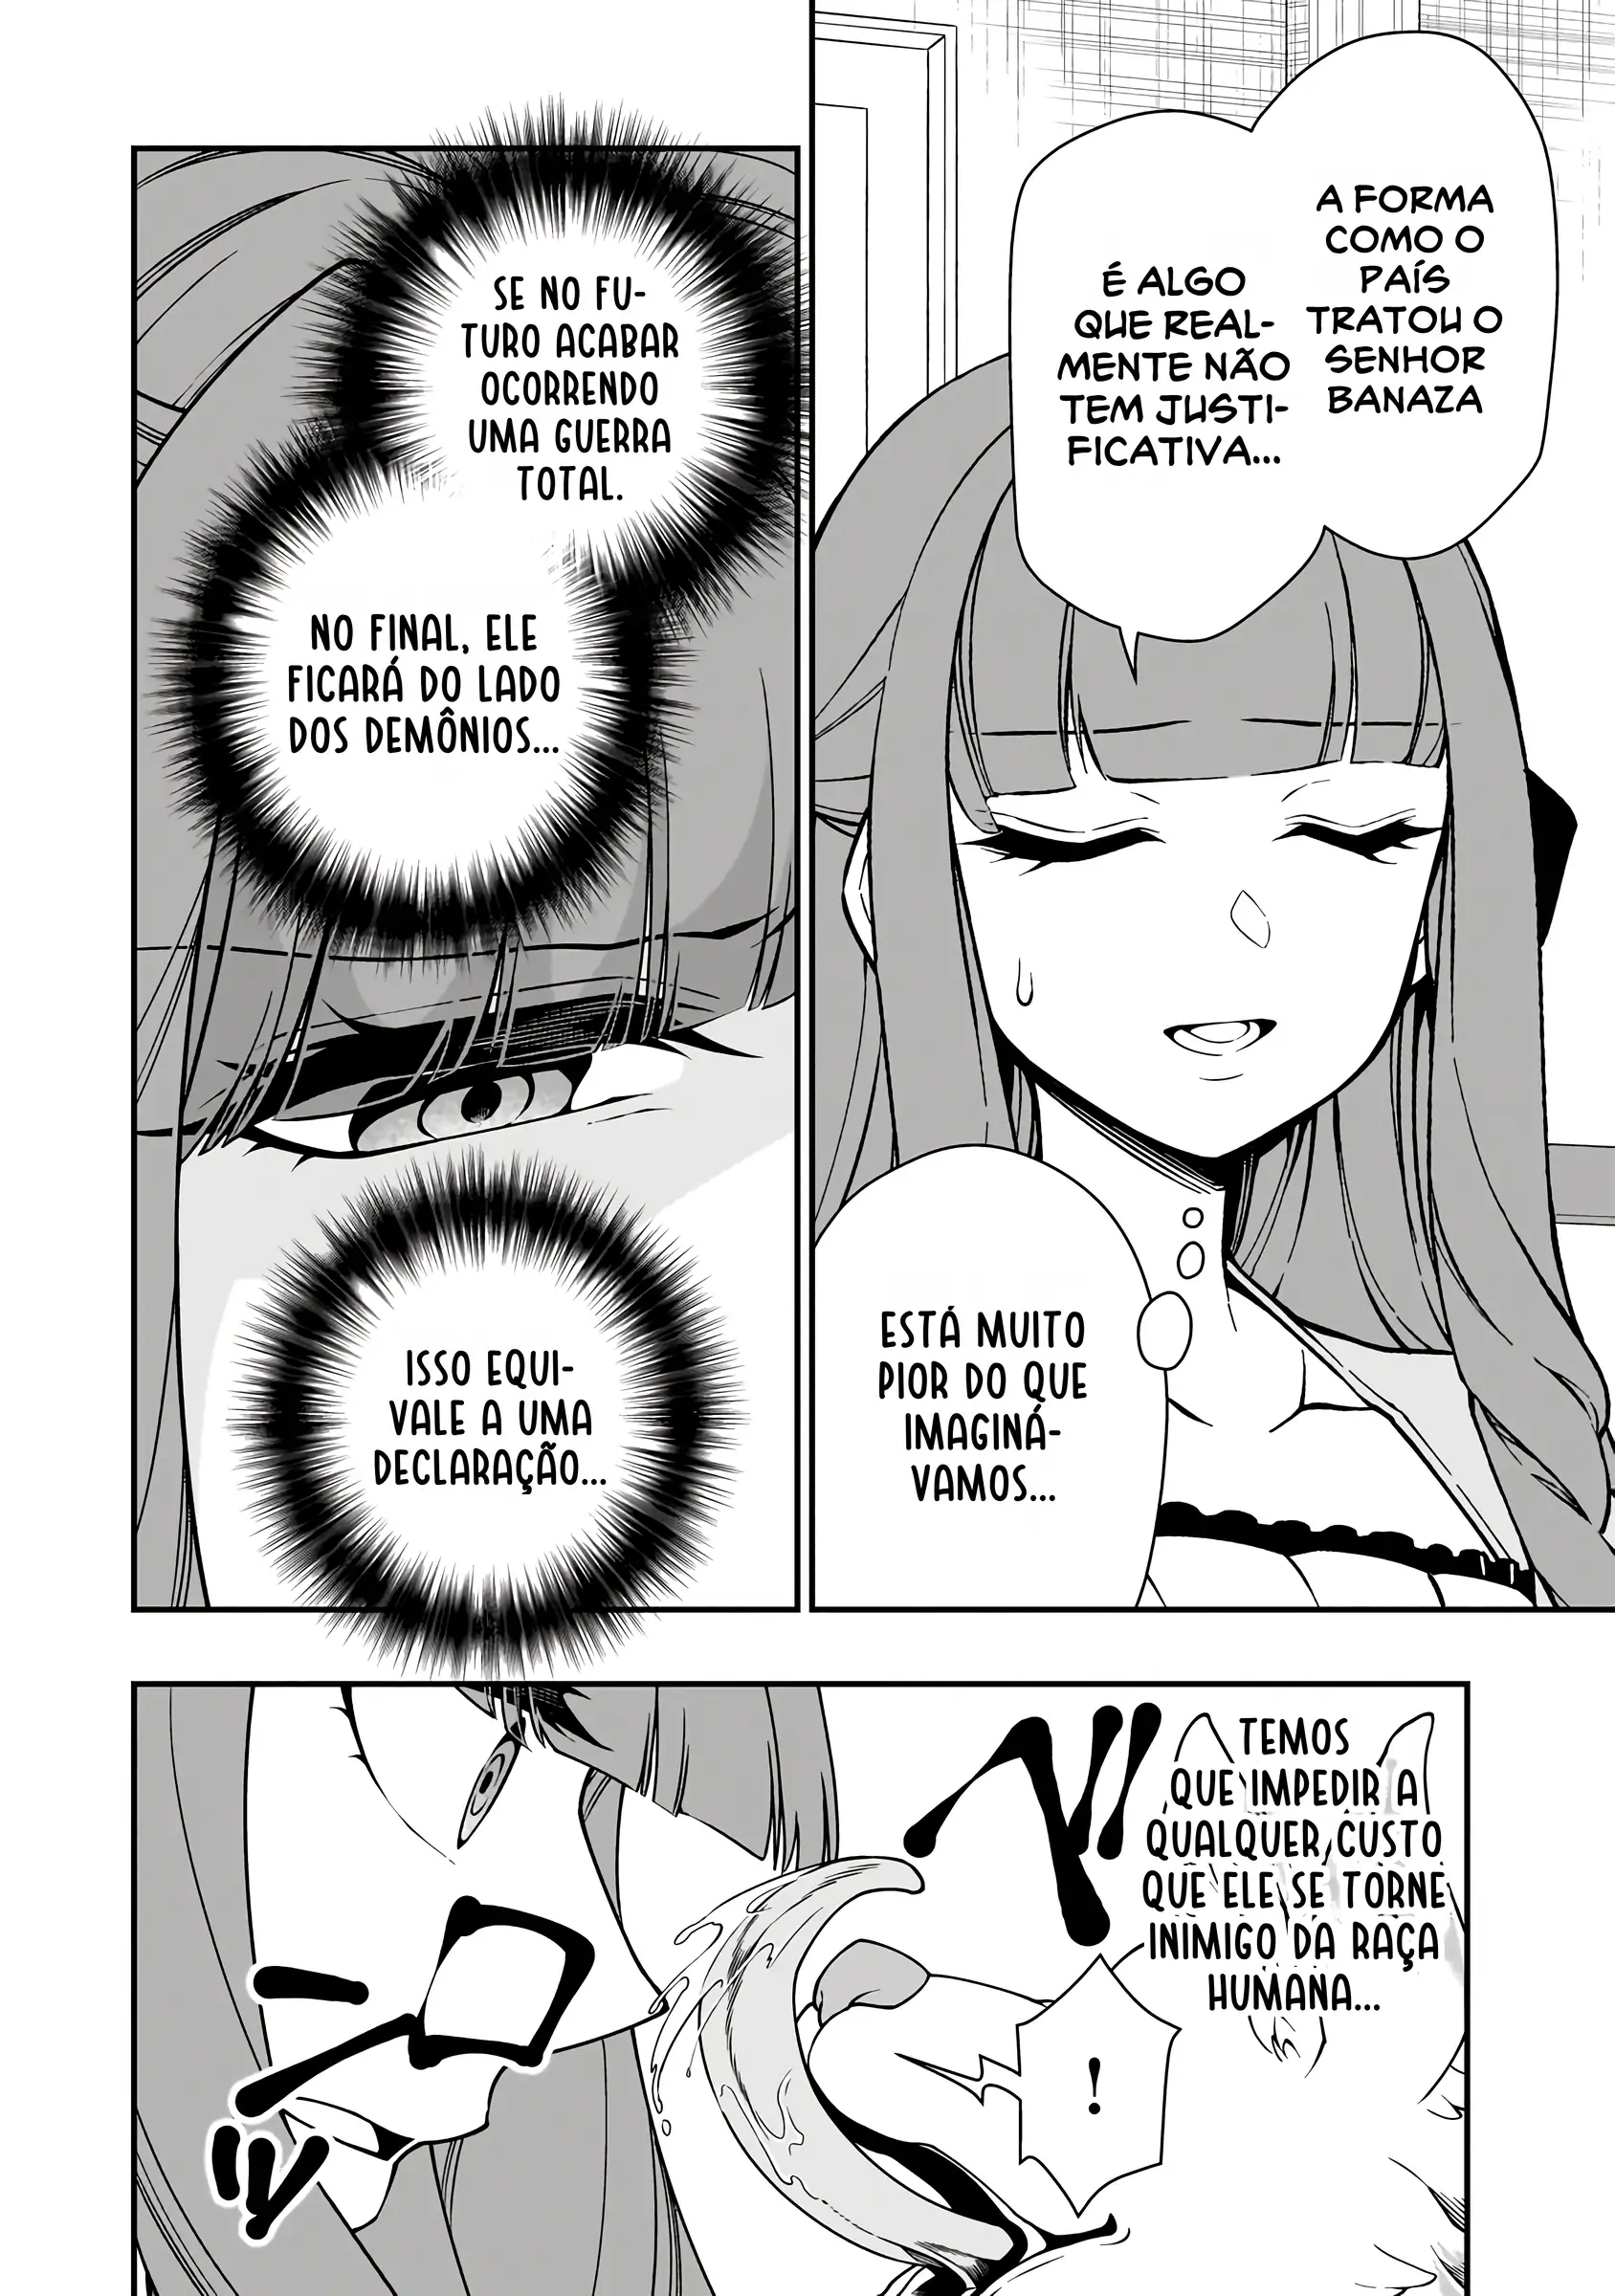 A FORMA
COMO O
PAÍS
TRATOU O
SENHOR
BANAZA
É ALGO
QUE REAL-
MENTE NÃO
TEM JUSTI-
FICATIVA...
ESTÁ MUITO
PIOR DO QUE
IMAGINÁ-
VAMOS...
SE NO FU-
TURO ACABAR
OCORRENDO
UMA GUERRA
TOTAL.
NO FINAL, ELE
FICARÁ DO LADO
DOS DEMÔNIOS...
ISSO EQUI-
VALE A UMA
DECLARAÇÃO...
TEMOS
QUE IMPEDIR A
QUALQUER CUSTO
QUE ELE SE TORNE
INIMIGO DA RAÇA
HUMANA...
!